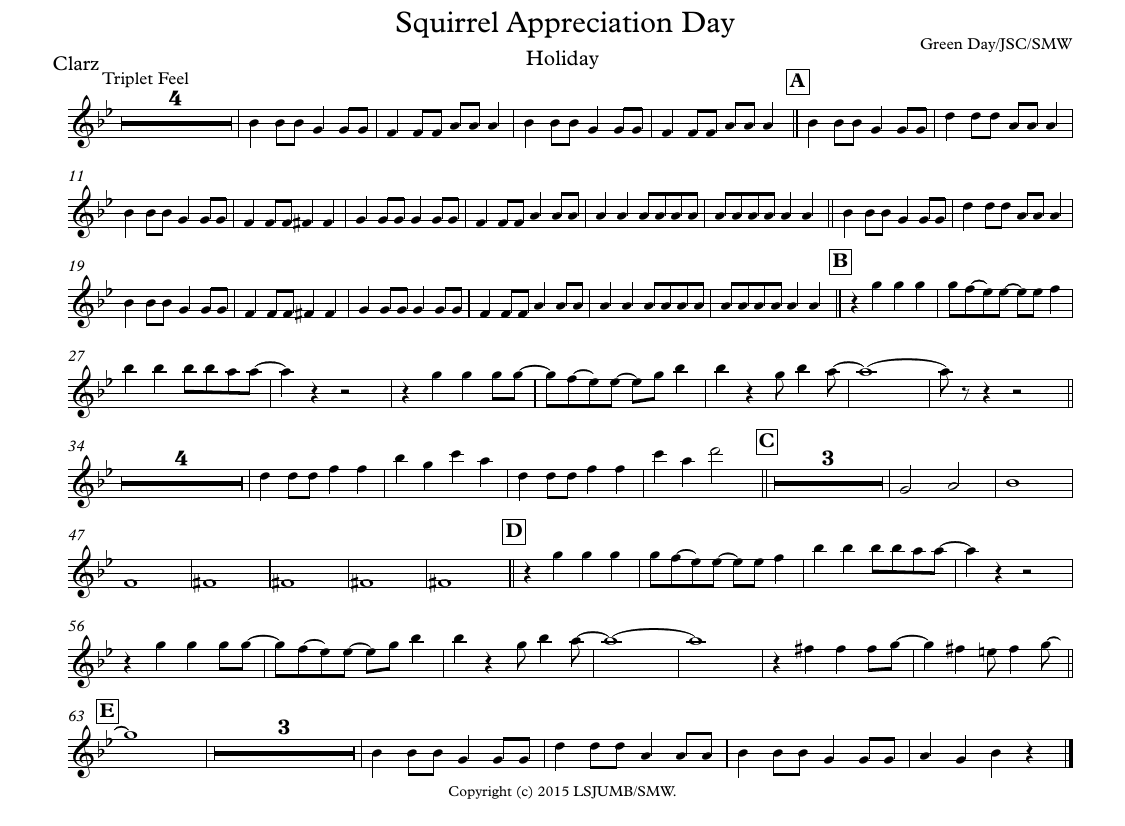 Squirrel Appreciation Day
Green Day/JSC/SMW
Holiday
Clarz
Triplet Feel
A
4
11
19
B
27
34
4
C
3
47
D
56
63
E
3
Copyright (c) 2015 LSJUMB/SMW.